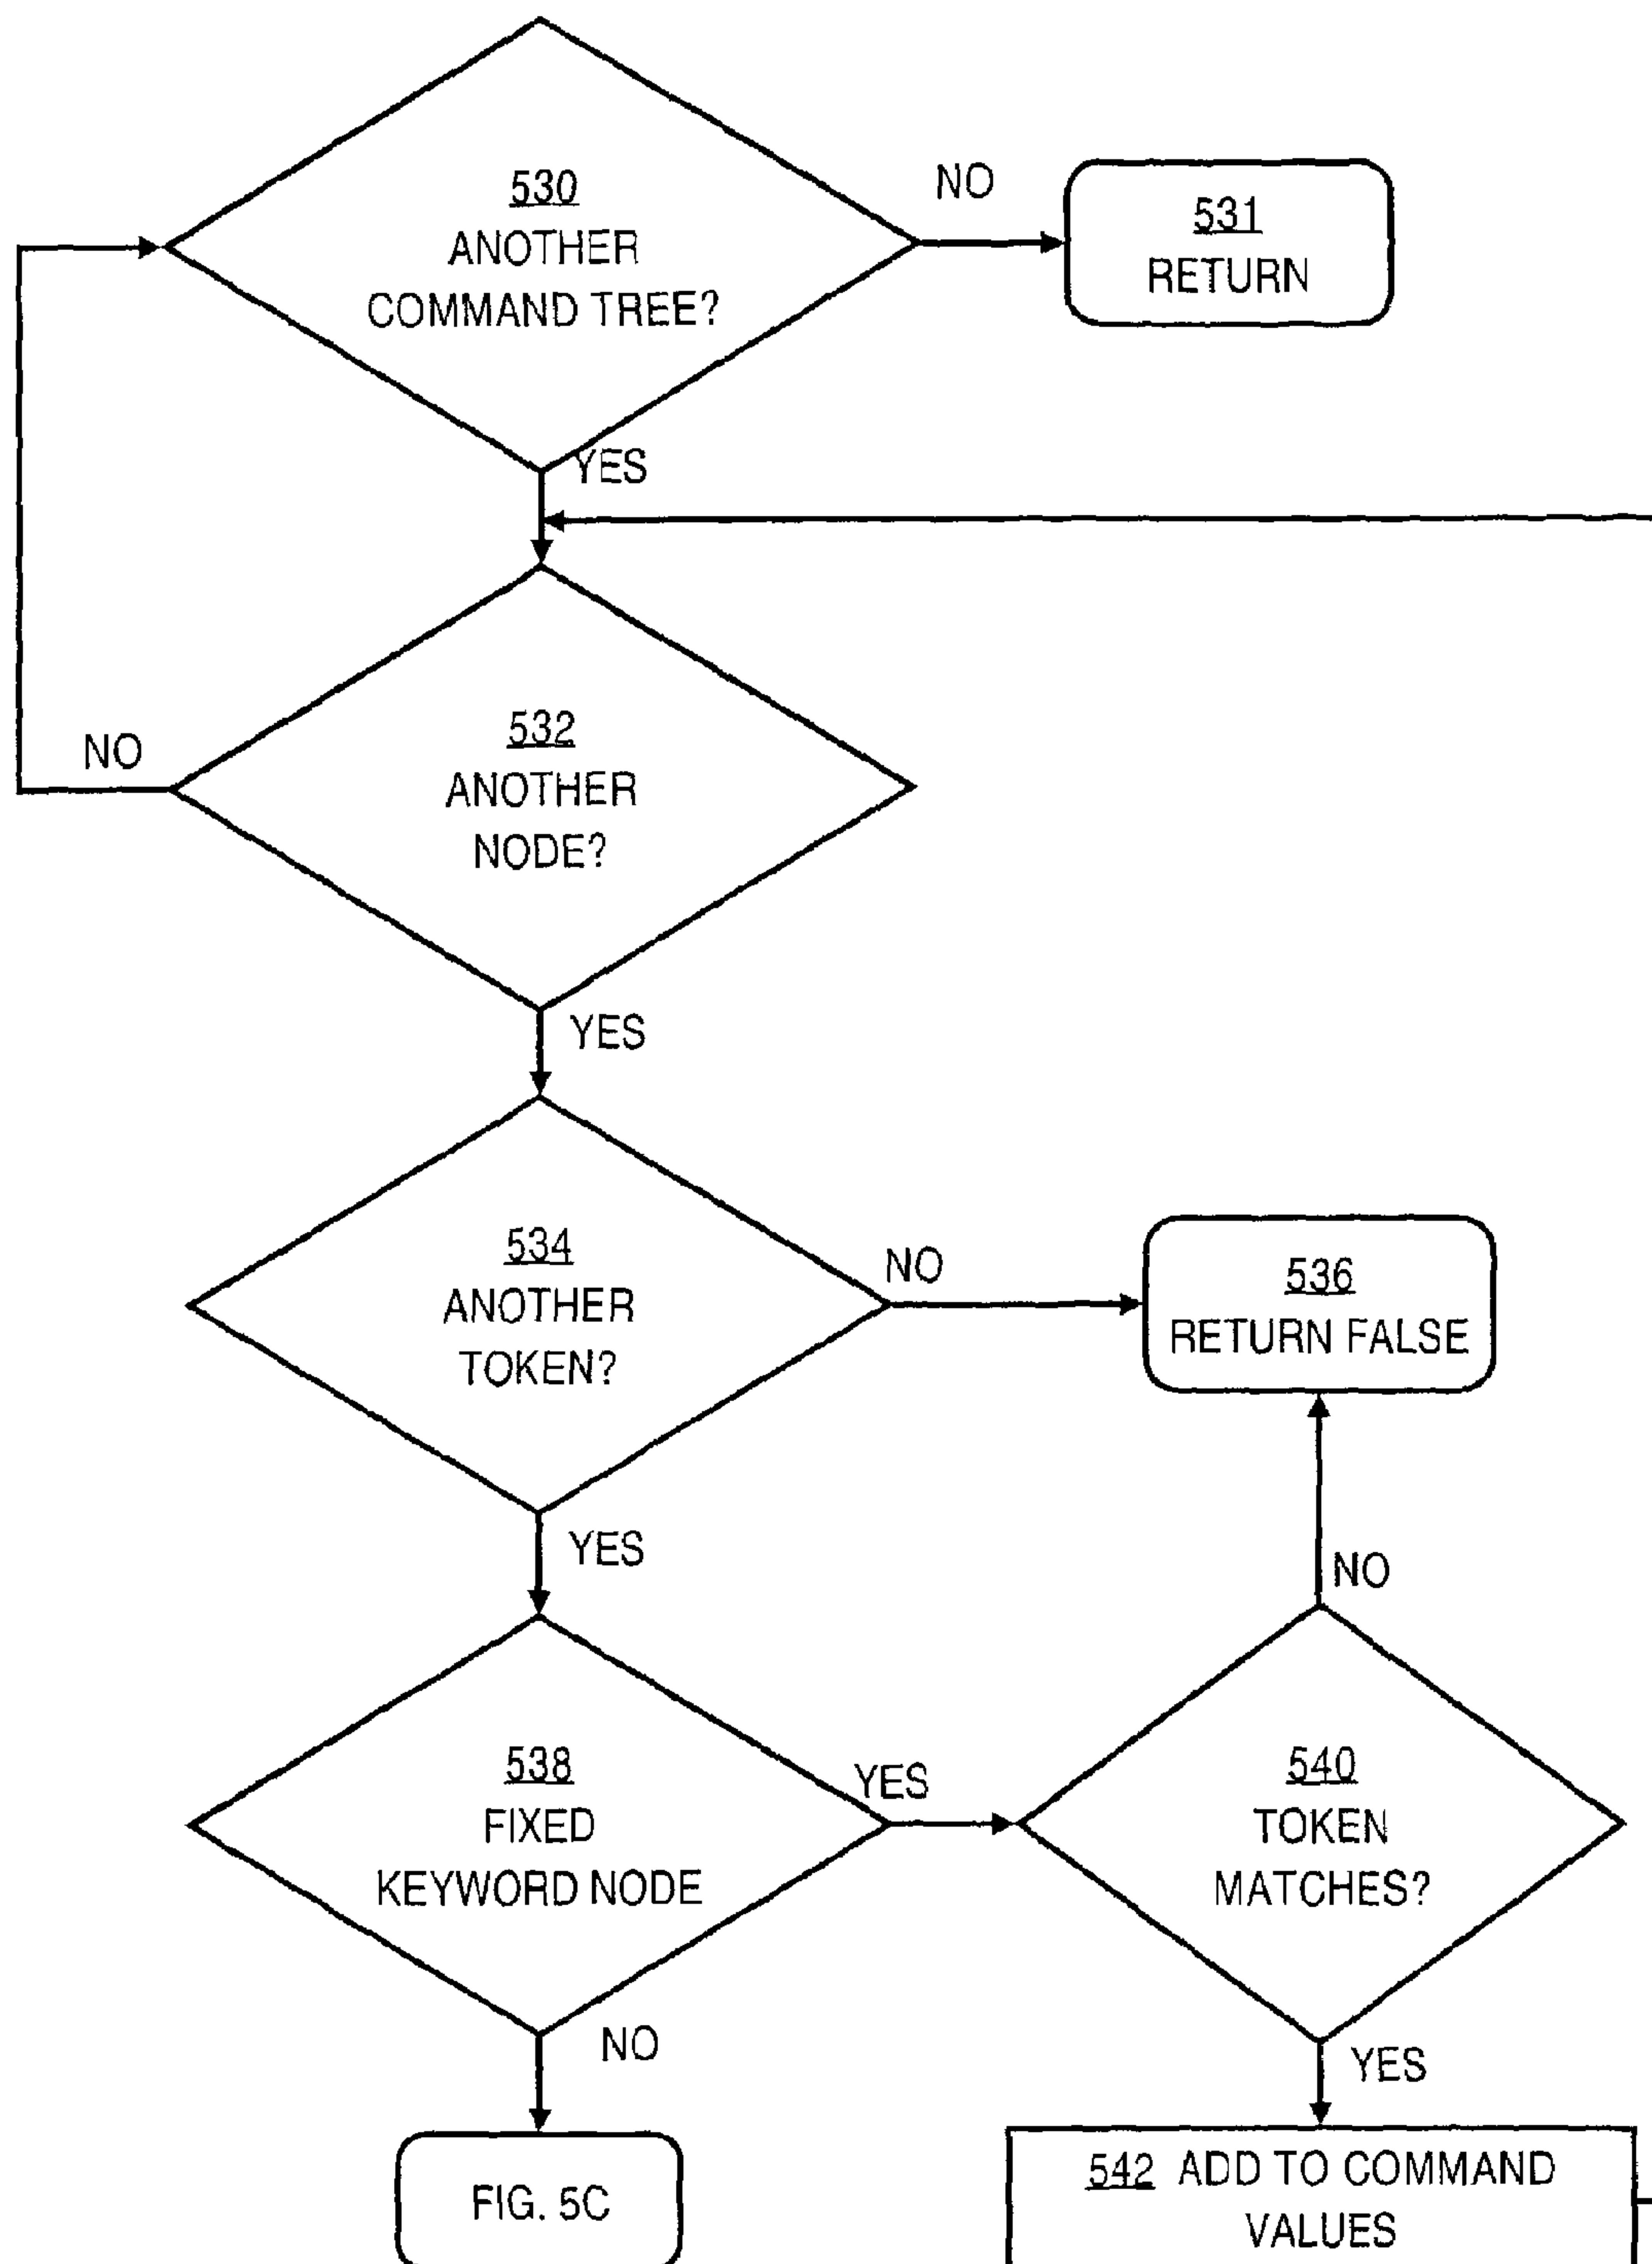 530
ANOTHER
COMMAND TREE?
NO
531
RETURN
YES
532
ANOTHER
NODE?
NO
YES
534
ANOTHER
TOKEN?
NO
536
RETURN FALSE
YES
NO
538
FIXED
KEYWORD NODE
YES
540
TOKEN
MATCHES?
NO
YES
FIG. 5C
542 ADD TO COMMAND
VALUES